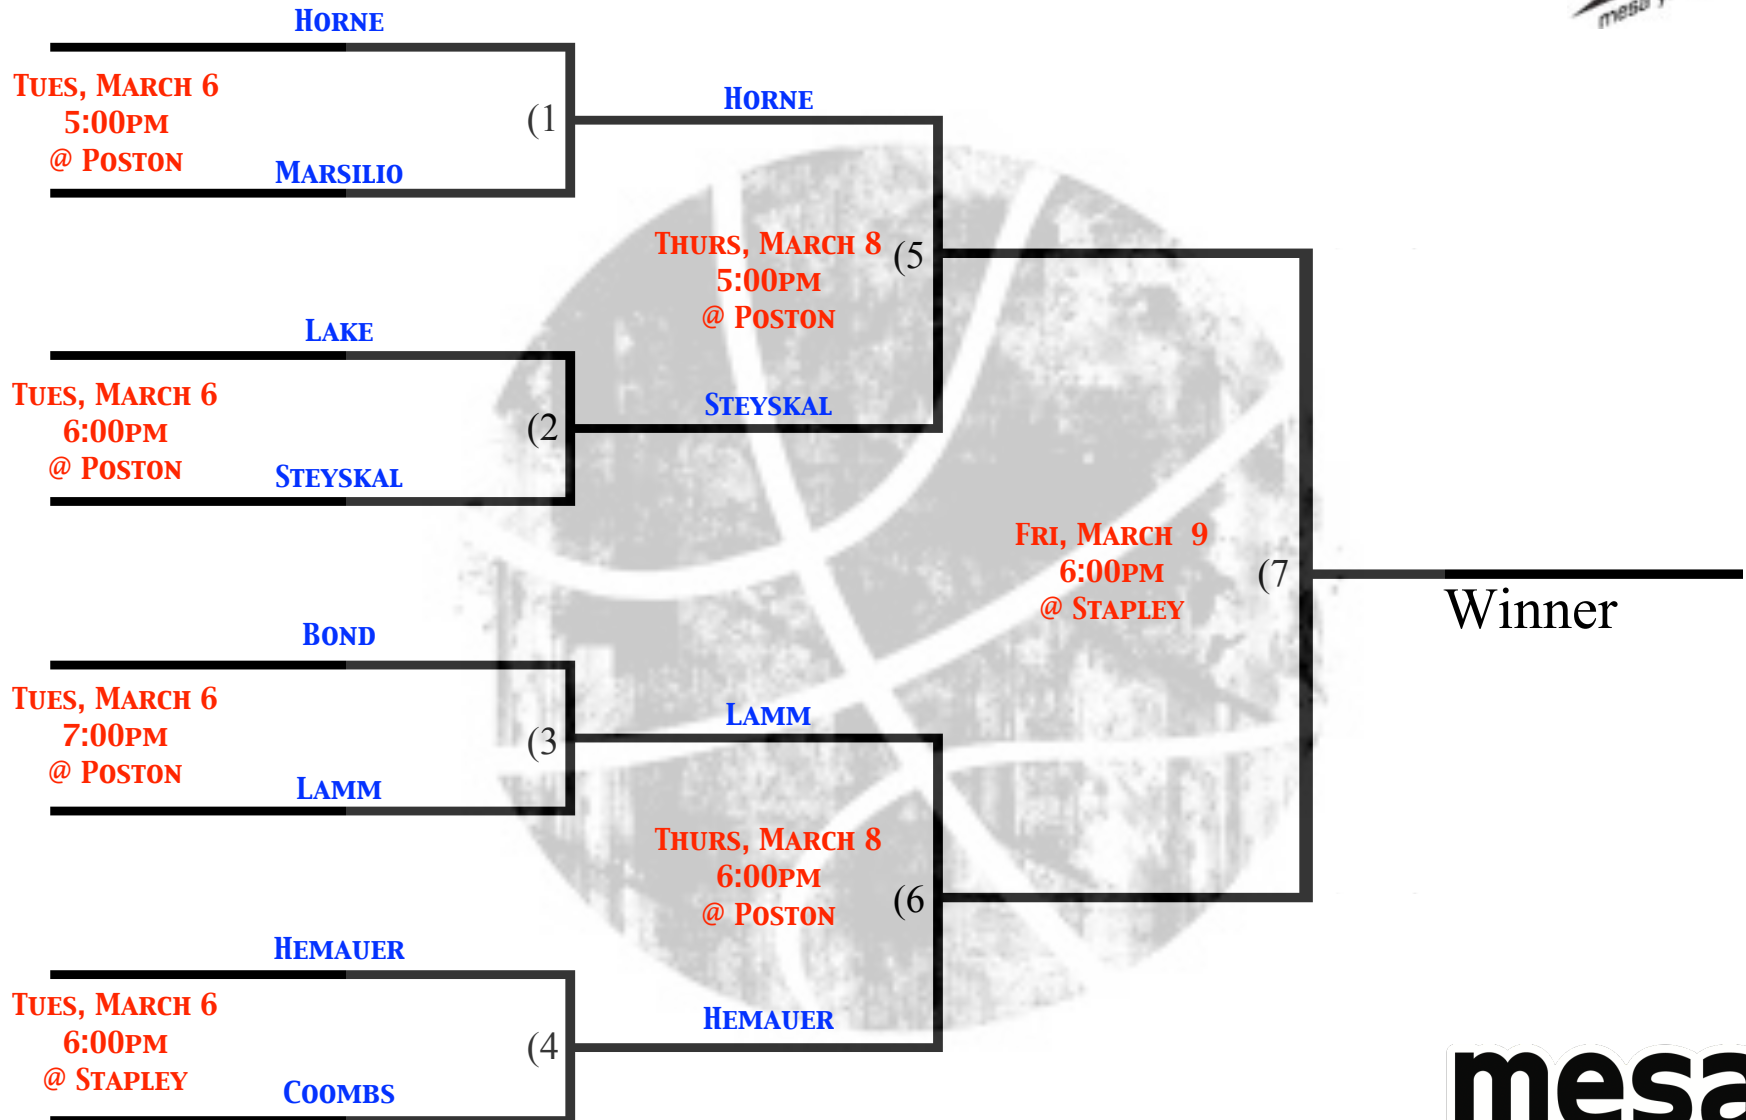 mesa
HORNE
TUES, MARCH 6
5:00PM
@ POSTON
MARSILIO
(1
HORNE
THURS, MARCH 8
5:00PM
@ POSTON
(5
LAKE
TUES, MARCH 6
6:00PM
@ POSTON
STEYSKAL
(2
STEYSKAL
FRI, MARCH 9
6:00PM
@ STAPLEY
(7
Winner
BOND
TUES, MARCH 6
7:00PM
@ POSTON
LAMM
(3
LAMM
THURS, MARCH 8
6:00PM
@ POSTON
(6
HEMAUER
TUES, MARCH 6
6:00PM
@ STAPLEY
COOMBS
(4
HEMAUER
mesa